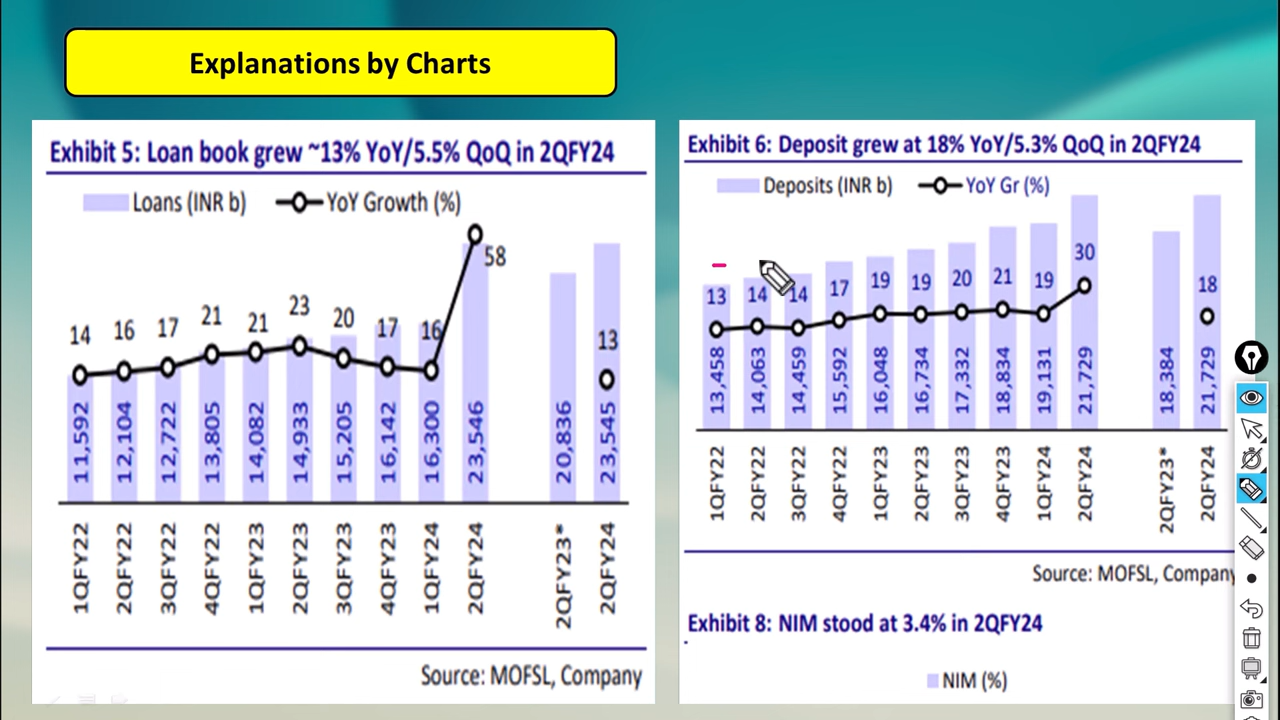 Explanations by Charts
Exhibit 5: Loan book grew ~13% YoY/5.5% QoQ in 2QFY24
Loans (INR b) YoY Growth (%)
14 16 17 21 21 23 20 17 16 58 13
11,592 12,104 12,722 13,805 14,082 14,933 15,205 16,142 16,300 23,546 20,836 23,545
1QFY22 2QFY22 3QFY22 4QFY22 1QFY23 2QFY23 3QFY23 4QFY23 1QFY24 2QFY24 2QFY23* 2QFY24
Source: MOFSL, Company
Exhibit 6: Deposit grew at 18% YoY/5.3% QoQ in 2QFY24
Deposits (INR b) YoY Gr (%)
13 14 14 17 19 19 20 21 19 30 18
13,458 14,063 14,459 15,592 16,048 16,734 17,332 18,834 19,131 21,729 18,384 21,729
1QFY22 2QFY22 3QFY22 4QFY22 1QFY23 2QFY23 3QFY23 4QFY23 1QFY24 2QFY24 2QFY23* 2QFY24
Source: MOFSL, Company
Exhibit 8: NIM stood at 3.4% in 2QFY24
NIM (%)